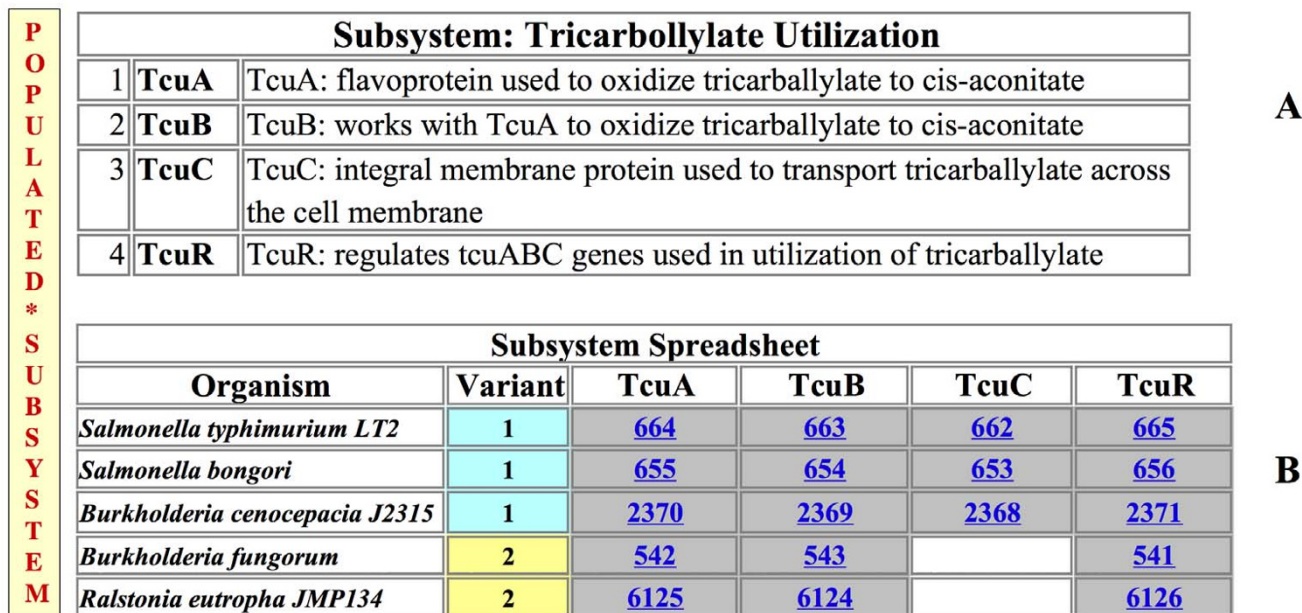 POPULATED*SUBSYSTEM
Subsystem: Tricarbollylate Utilization
1 TcuA TcuA: flavoprotein used to oxidize tricarballylate to cis-aconitate
2 TcuB TcuB: works with TcuA to oxidize tricarballylate to cis-aconitate
3 TcuC TcuC: integral membrane protein used to transport tricarballylate across
the cell membrane
4 TcuR TcuR: regulates tcuABC genes used in utilization of tricarballylate
A
Subsystem Spreadsheet
Organism Variant TcuA TcuB TcuC TcuR
Salmonella typhimurium LT2 1 664 663 662 665
Salmonella bongori 1 655 654 653 656
Burkholderia cenocepacia J2315 1 2370 2369 2368 2371
Burkholderia fungorum 2 542 543 541
Ralstonia eutropha JMP134 2 6125 6124 6126
B